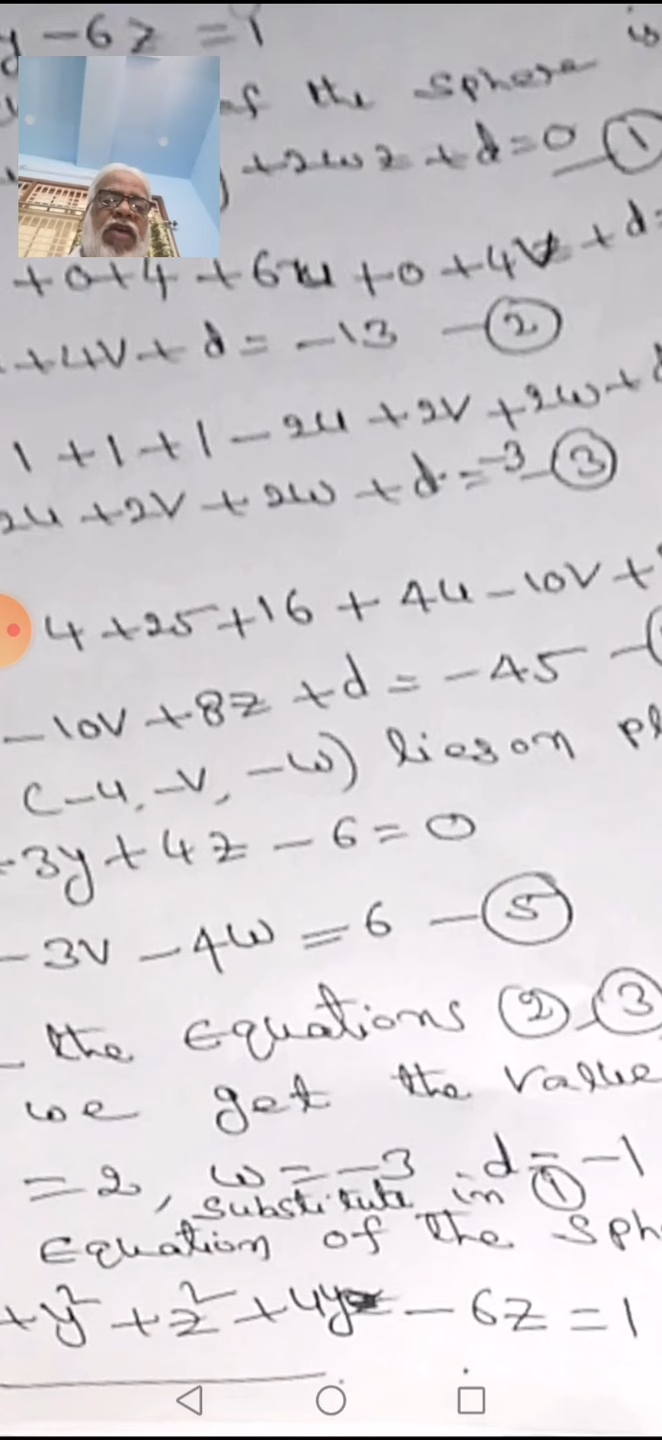 y - 6z = 1
of the sphere is
+ 2wz + d = 0 — ①
+ 0 + 4 + 6u + 0 + 4v + d =
+ 4v + d = -13 — ②
1 + 1 + 1 - 2u + 2v + 2w + d
2u + 2v + 2w + d = -3 — ③
4 + 25 + 16 + 4u - 10v +
- 10v + 8z + d = -45 —
(-u, -v, -w) lies on pl
-3y + 4z - 6 = 0
- 3v - 4w = 6 — ⑤
the Equations ② ③
we get the value
= 2, w = -3 d = -1
substitute in ①
Equation of the Sph
+ y² + z² + 4y - 6z = 1